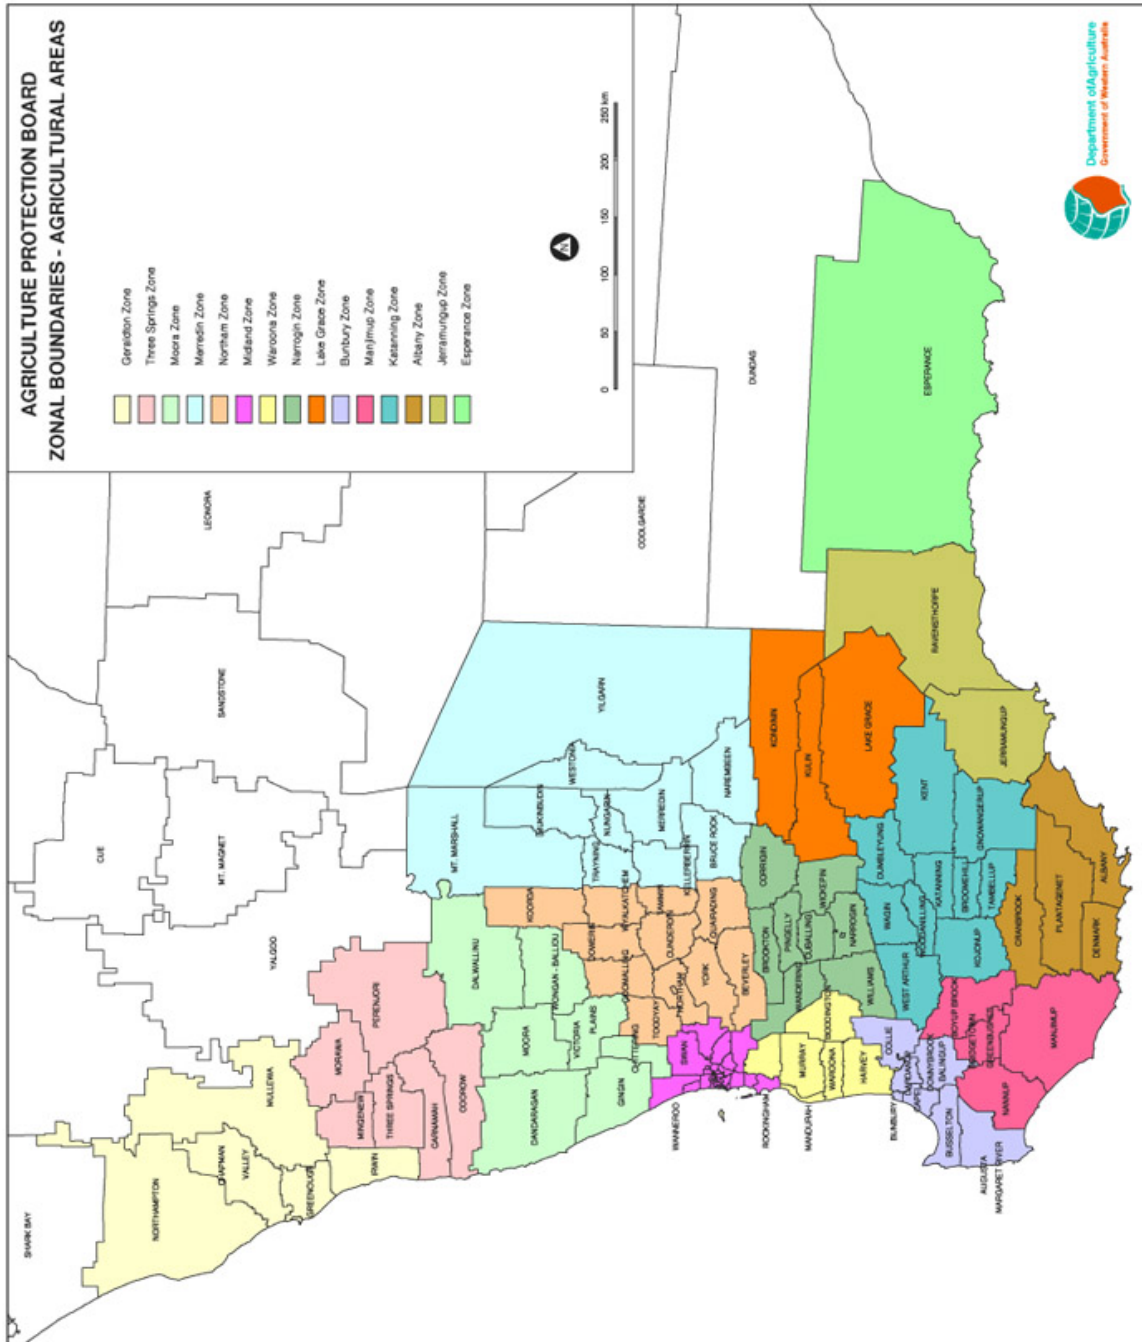 AGRICULTURE PROTECTION BOARD
ZONAL BOUNDARIES - AGRICULTURAL AREAS
Geraldton Zone
Three Springs Zone
Moora Zone
Merredin Zone
Northam Zone
Midland Zone
Waroona Zone
Narrogin Zone
Lake Grace Zone
Bunbury Zone
Manjimup Zone
Katanning Zone
Albany Zone
Jerramungup Zone
Esperance Zone
N
0 50 100 150 200 250 km
Department of Agriculture
Government of Western Australia
SHARK BAY
NORTHAMPTON
CHAPMAN
VALLEY
GREENOUGH
MULLEWA
IRWIN
YALGOO
CUE
MT. MAGNET
SANDSTONE
LEONORA
MORAWA
PERENJORI
MINGENEW
THREE SPRINGS
CARNAMAH
COOROW
DALWALLINU
MOORA
DANDARAGAN
WONGAN - BALLIDU
VICTORIA
PLAINS
GINGIN
CHITTERING
MT. MARSHALL
KOORDA
MUKINBUDIN
WESTONIA
YILGARN
COOLGARDIE
DUNDAS
TRAYNING
NUNGARIN
WYALKATCHEM
DOWERIN
GOOMALLING
TOODYAY
NORTHAM
CUNDERDIN
TAMMIN
KELLERBERRIN
MERREDIN
YORK
QUAIRADING
BRUCE ROCK
NAREMBEEN
BEVERLEY
WANNEROO
SWAN
ROCKINGHAM
MANDURAH
MURRAY
BODDINGTON
WAROONA
HARVEY
BROOKTON
PINGELLY
CORRIGIN
KONDININ
KULIN
WANDERING
CUBALLING
WICKEPIN
NARROGIN
WILLIAMS
LAKE GRACE
DUMBLEYUNG
WAGIN
WEST ARTHUR
WOODANILLING
KATANNING
KENT
BROOMEHILL
GNOWANGERUP
TAMBELLUP
KOJONUP
BUNBURY
COLLIE
DARDANUP
CAPEL
DONNYBROOK
BALINGUP
BUSSELTON
AUGUSTA
MARGARET RIVER
BOYUP BROOK
BRIDGETOWN
GREENBUSHES
NANNUP
MANJIMUP
CRANBROOK
PLANTAGENET
DENMARK
ALBANY
JERRAMUNGUP
RAVENSTHORPE
ESPERANCE